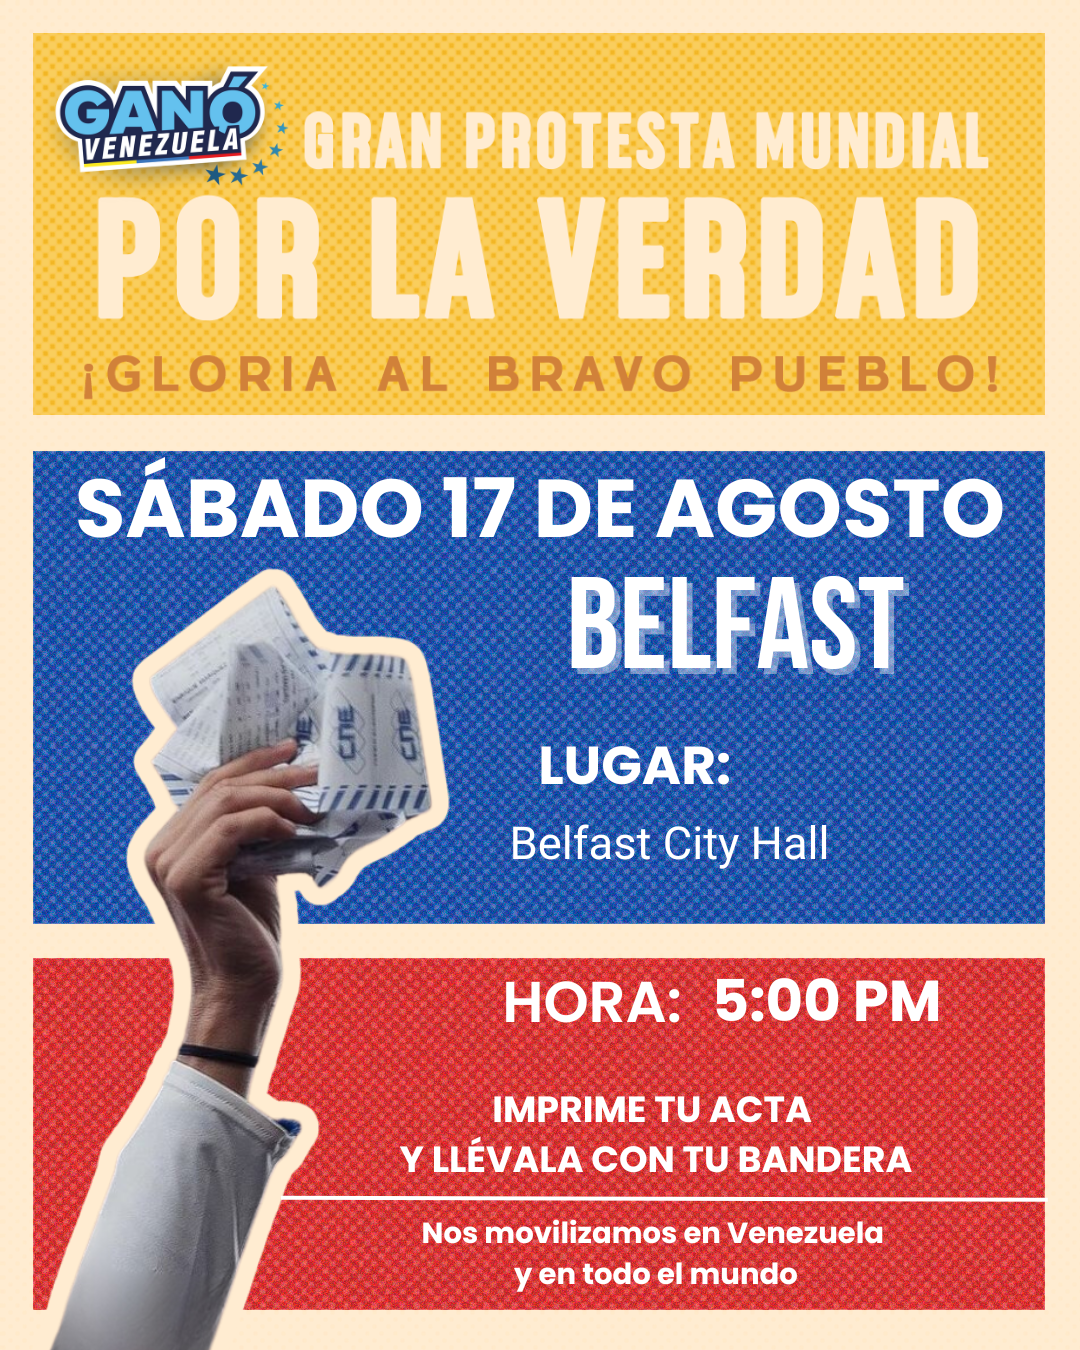 GANÓ
VENEZUELA
GRAN PROTESTA MUNDIAL
POR LA VERDAD
¡GLORIA AL BRAVO PUEBLO!
SÁBADO 17 DE AGOSTO
BELFAST
CNE
CNE
LUGAR:
Belfast City Hall
HORA: 5:00 PM
IMPRIME TU ACTA
Y LLÉVALA CON TU BANDERA
Nos movilizamos en Venezuela
y en todo el mundo